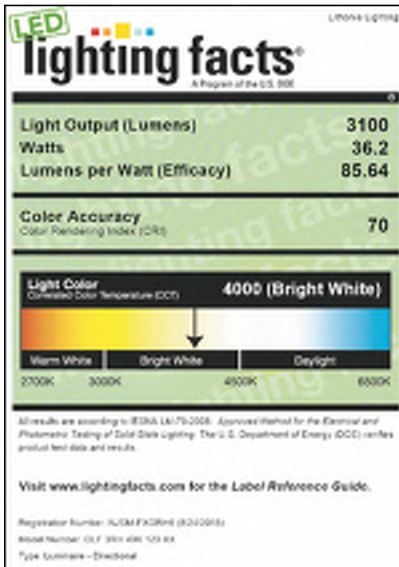 LED
Lithonia Lighting
lighting facts®
A Program of the U.S. DOE
Light Output (Lumens) 3100
Watts 36.2
Lumens per Watt (Efficacy) 85.64
Color Accuracy 70
Color Rendering Index (CRI)
Light Color 4000 (Bright White)
Correlated Color Temperature (CCT)
Warm White Bright White Daylight
2700K 3000K 4500K 6500K
All results are according to IESNA LM-79-2008: Approved Method for the Electrical and
Photometric Testing of Solid-State Lighting. The U.S. Department of Energy (DOE) verifies
product test data and results.
Visit www.lightingfacts.com for the Label Reference Guide.
Registration Number:
Model Number: OLF
Type: Luminaire - Directional